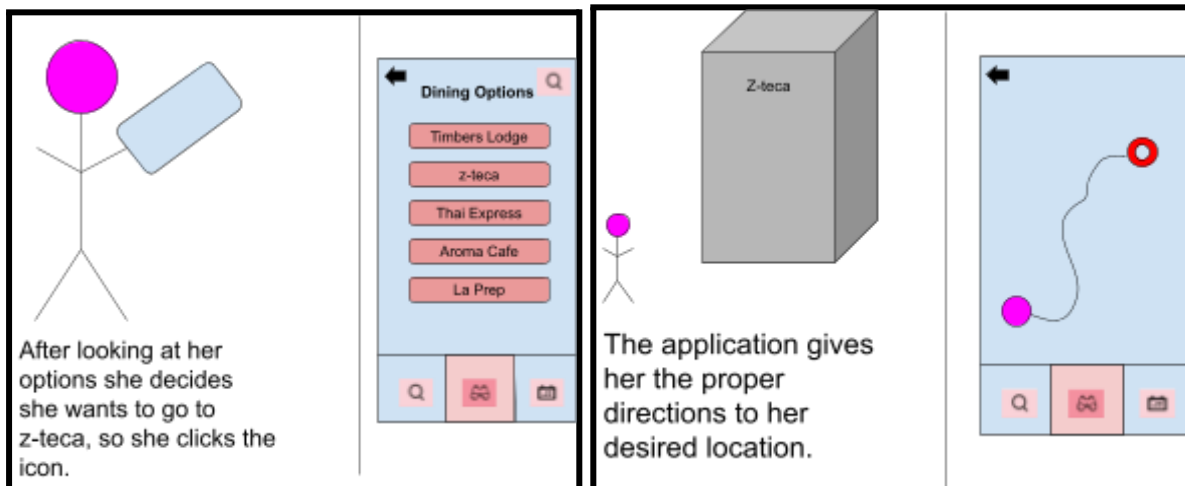 Dining Options
Timbers Lodge
z-teca
Thai Express
Aroma Cafe
La Prep
After looking at her
options she decides
she wants to go to
z-teca, so she clicks the
icon.
Z-teca
The application gives
her the proper
directions to her
desired location.